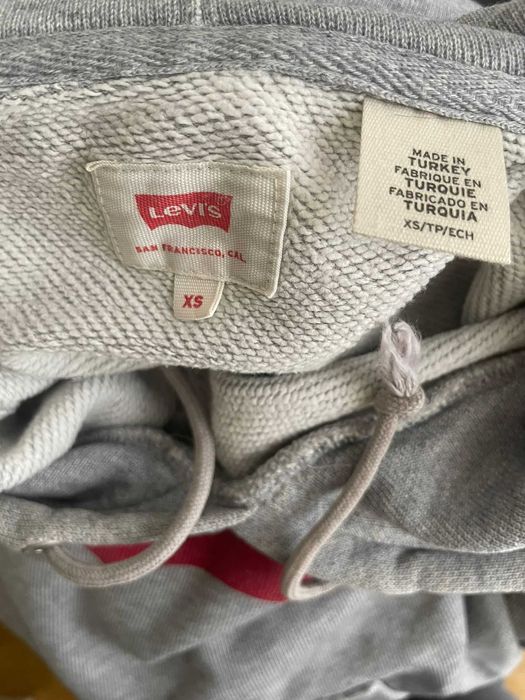 Levi's
SAN FRANCISCO, CAL.
XS
MADE IN
TURKEY
FABRIQUE EN
TURQUIE
FABRICADO EN
TURQUIA
XS/TP/ECH